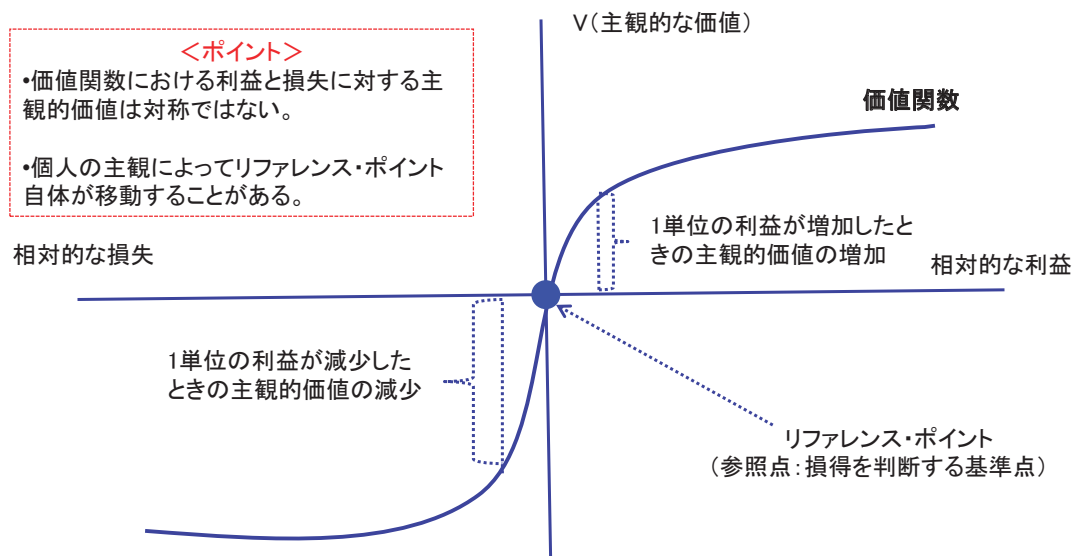 V(主観的な価値)
<ポイント>
•価値関数における利益と損失に対する主
観的価値は対称ではない。
•個人の主観によってリファレンス・ポイント
自体が移動することがある。
価値関数
1単位の利益が増加したと
きの主観的価値の増加
相対的な損失
相対的な利益
1単位の利益が減少した
ときの主観的価値の減少
リファレンス・ポイント
(参照点:損得を判断する基準点)